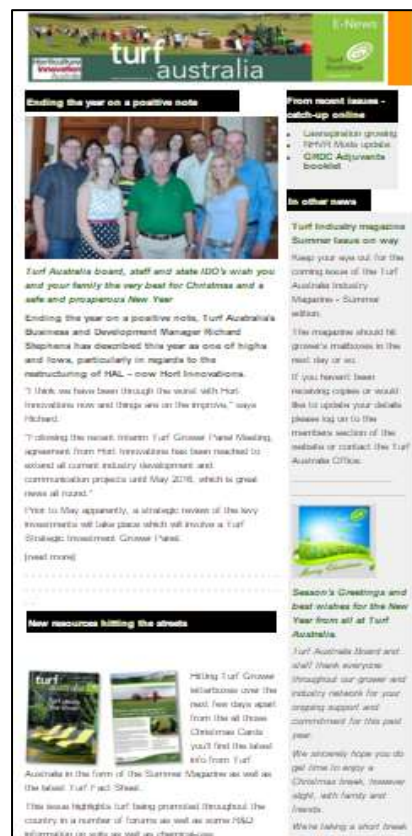 E-News
Horticulture
Innovation
Australia
turf
australia
Turf
Australia
Ending the year on a positive note
Turf Australia board, staff and state IDO's wish you
and your family the very best for Christmas and a
safe and prosperous New Year
Ending the year on a positive note, Turf Australia's
Business and Development Manager Richard
Stephens has described this year as one of highs
and lows, particularly in regards to the
restructuring of HAL – now Hort Innovations.
"I think we have been through the worst with Hort
Innovations now and things are on the improve," says
Richard.
"Following the recent Interim Turf Grower Panel Meeting,
agreement from Hort Innovations has been reached to
extend all current industry development and
communication projects until May 2016, which is great
news all round."
Prior to May apparently, a strategic review of the levy
investments will take place which will involve a Turf
Strategic Investment Grower Panel.
(read more)
New resources hitting the streets
turf
australia
Hitting Turf Grower
letterboxes over the
next few days apart
from the all those
Christmas Cards
you'll find the latest
info from Turf
Australia in the form of the Summer Magazine as well as
the latest Turf Fact Sheet.
This issue highlights turf being promoted throughout the
country in a number of forums as well as some R&D
information on soils as well as chemical-use
From recent issues -
catch-up online
Lawnspiration growing
NHVR Mods update
GRDC Adjuvants
booklet
In other news
Turf Industry magazine
Summer Issue on way
Keep your eye out for the
coming issue of the Turf
Australia Industry
Magazine - Summer
edition.
The magazine should hit
grower's mailboxes in the
next day or so.
If you haven't been
receiving copies or would
like to update your details
please log on to the
members section of the
website or contact the Turf
Australia Office.
Season's Greetings and
best wishes for the New
Year from all at Turf
Australia.
Turf Australia Board and
staff thank everyone
throughout our grower and
industry network for your
ongoing support and
commitment for this past
year.
We sincerely hope you do
get time to enjoy a
Christmas break, however
slight, with family and
friends.
We're taking a short break